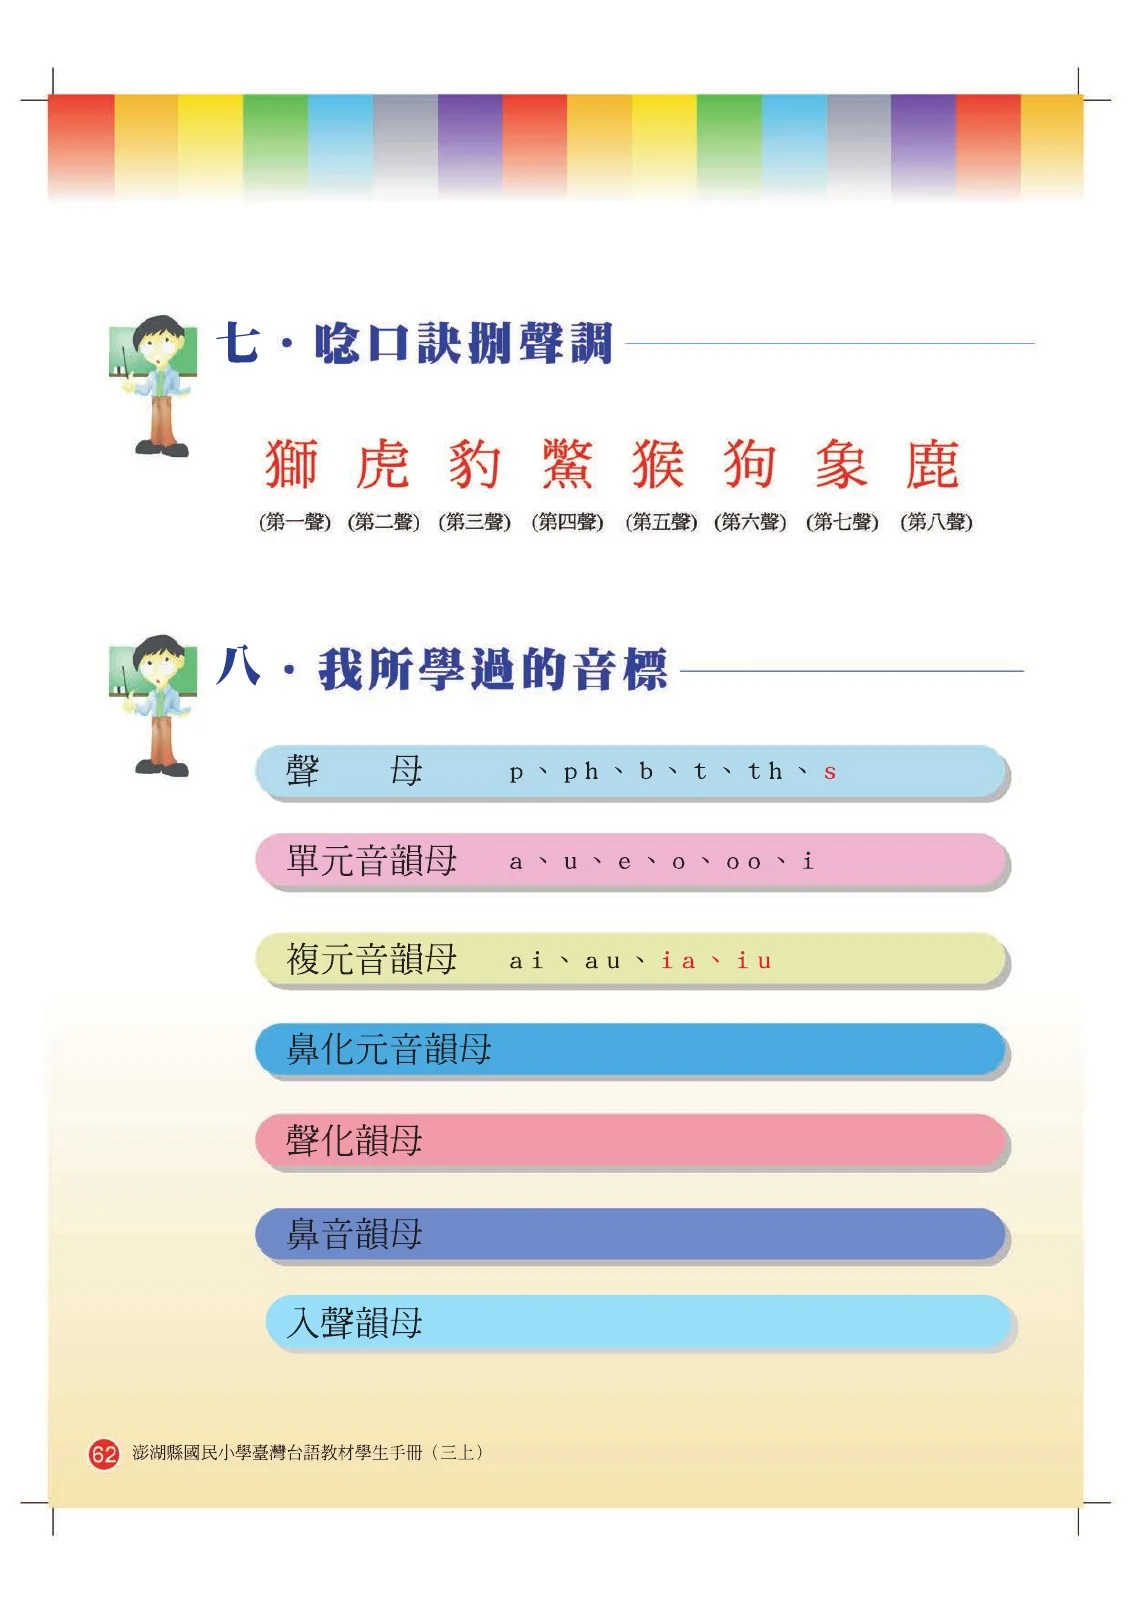 七．唸口訣捌聲調
獅 虎 豹 鱉 猴 狗 象 鹿
(第一聲) (第二聲) (第三聲) (第四聲) (第五聲) (第六聲) (第七聲) (第八聲)
八．我所學過的音標
聲　母 p、ph、b、t、th、s
單元音韻母 a、u、e、o、oo、i
複元音韻母 ai、au、ia、iu
鼻化元音韻母
聲化韻母
鼻音韻母
入聲韻母
62 澎湖縣國民小學臺灣台語教材學生手冊（三上）